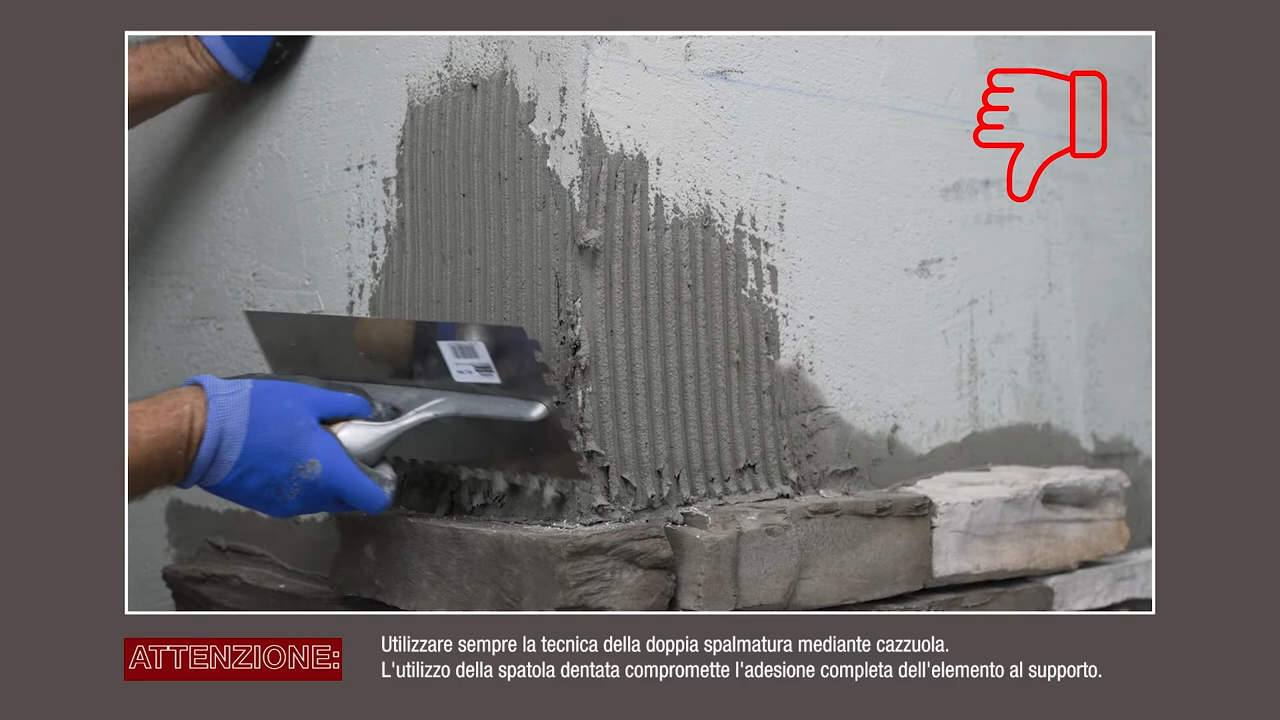 ATTENZIONE:
Utilizzare sempre la tecnica della doppia spalmatura mediante cazzuola.
L'utilizzo della spatola dentata compromette l'adesione completa dell'elemento al supporto.